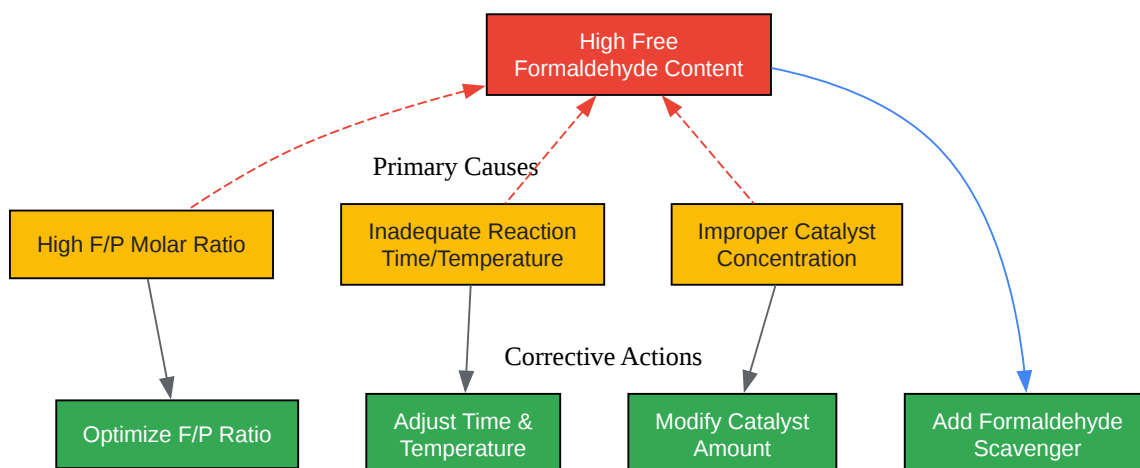 High Free
Formaldehyde Content
Primary Causes
High F/P Molar Ratio
Inadequate Reaction
Time/Temperature
Improper Catalyst
Concentration
Corrective Actions
Optimize F/P Ratio
Adjust Time &
Temperature
Modify Catalyst
Amount
Add Formaldehyde
Scavenger